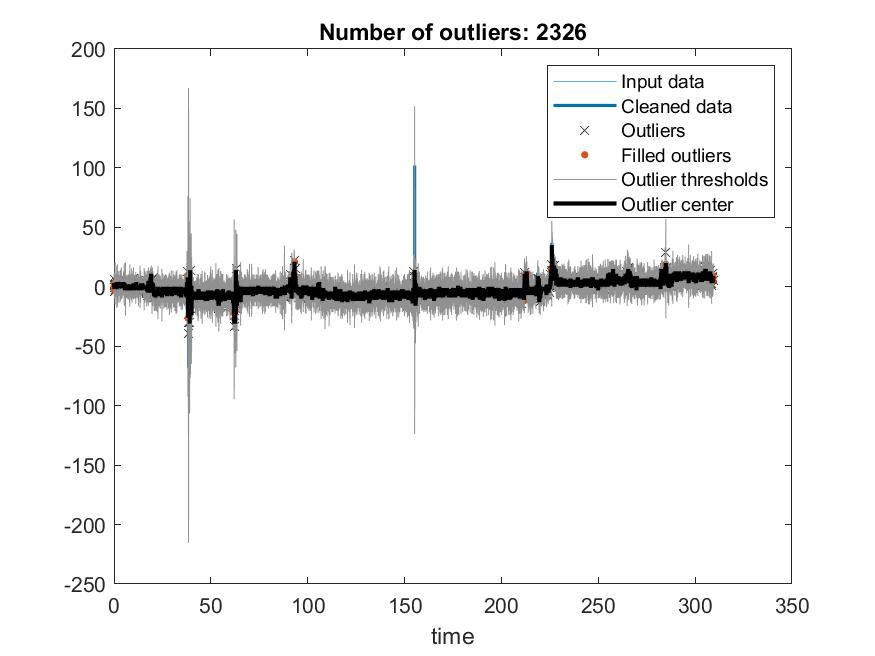 Number of outliers: 2326
200
150
100
50
0
-50
-100
-150
-200
-250
Input data
Cleaned data
Outliers
Filled outliers
Outlier thresholds
Outlier center
0 50 100 150 200 250 300 350
time